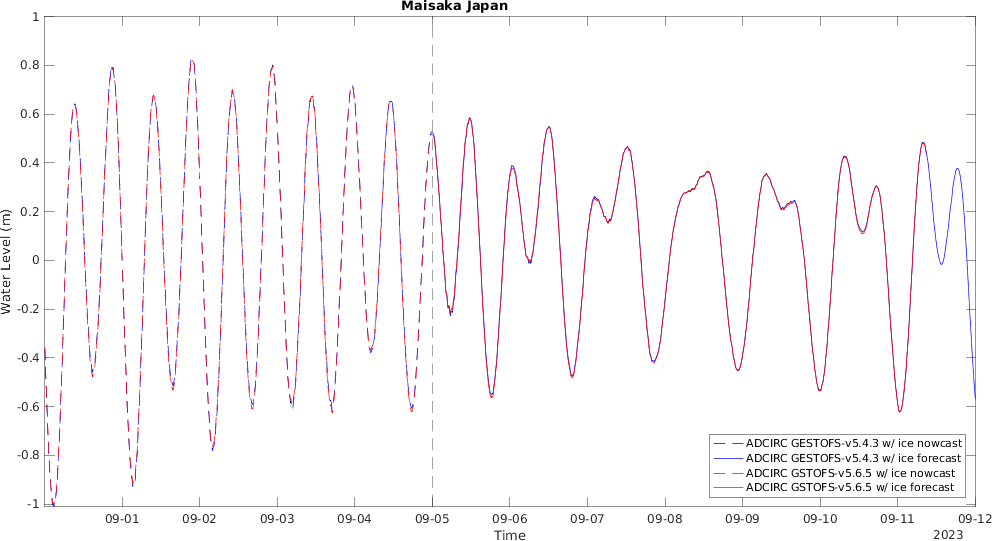 Maisaka Japan
1
0.8
0.6
0.4
0.2
0
-0.2
-0.4
-0.6
-0.8
-1
Water Level (m)
ADCIRC GESTOFS-v5.4.3 w/ ice nowcast
ADCIRC GESTOFS-v5.4.3 w/ ice forecast
ADCIRC GSTOFS-v5.6.5 w/ ice nowcast
ADCIRC GSTOFS-v5.6.5 w/ ice forecast
09-01 09-02 09-03 09-04 09-05 09-06 09-07 09-08 09-09 09-10 09-11 09-12
Time
2023